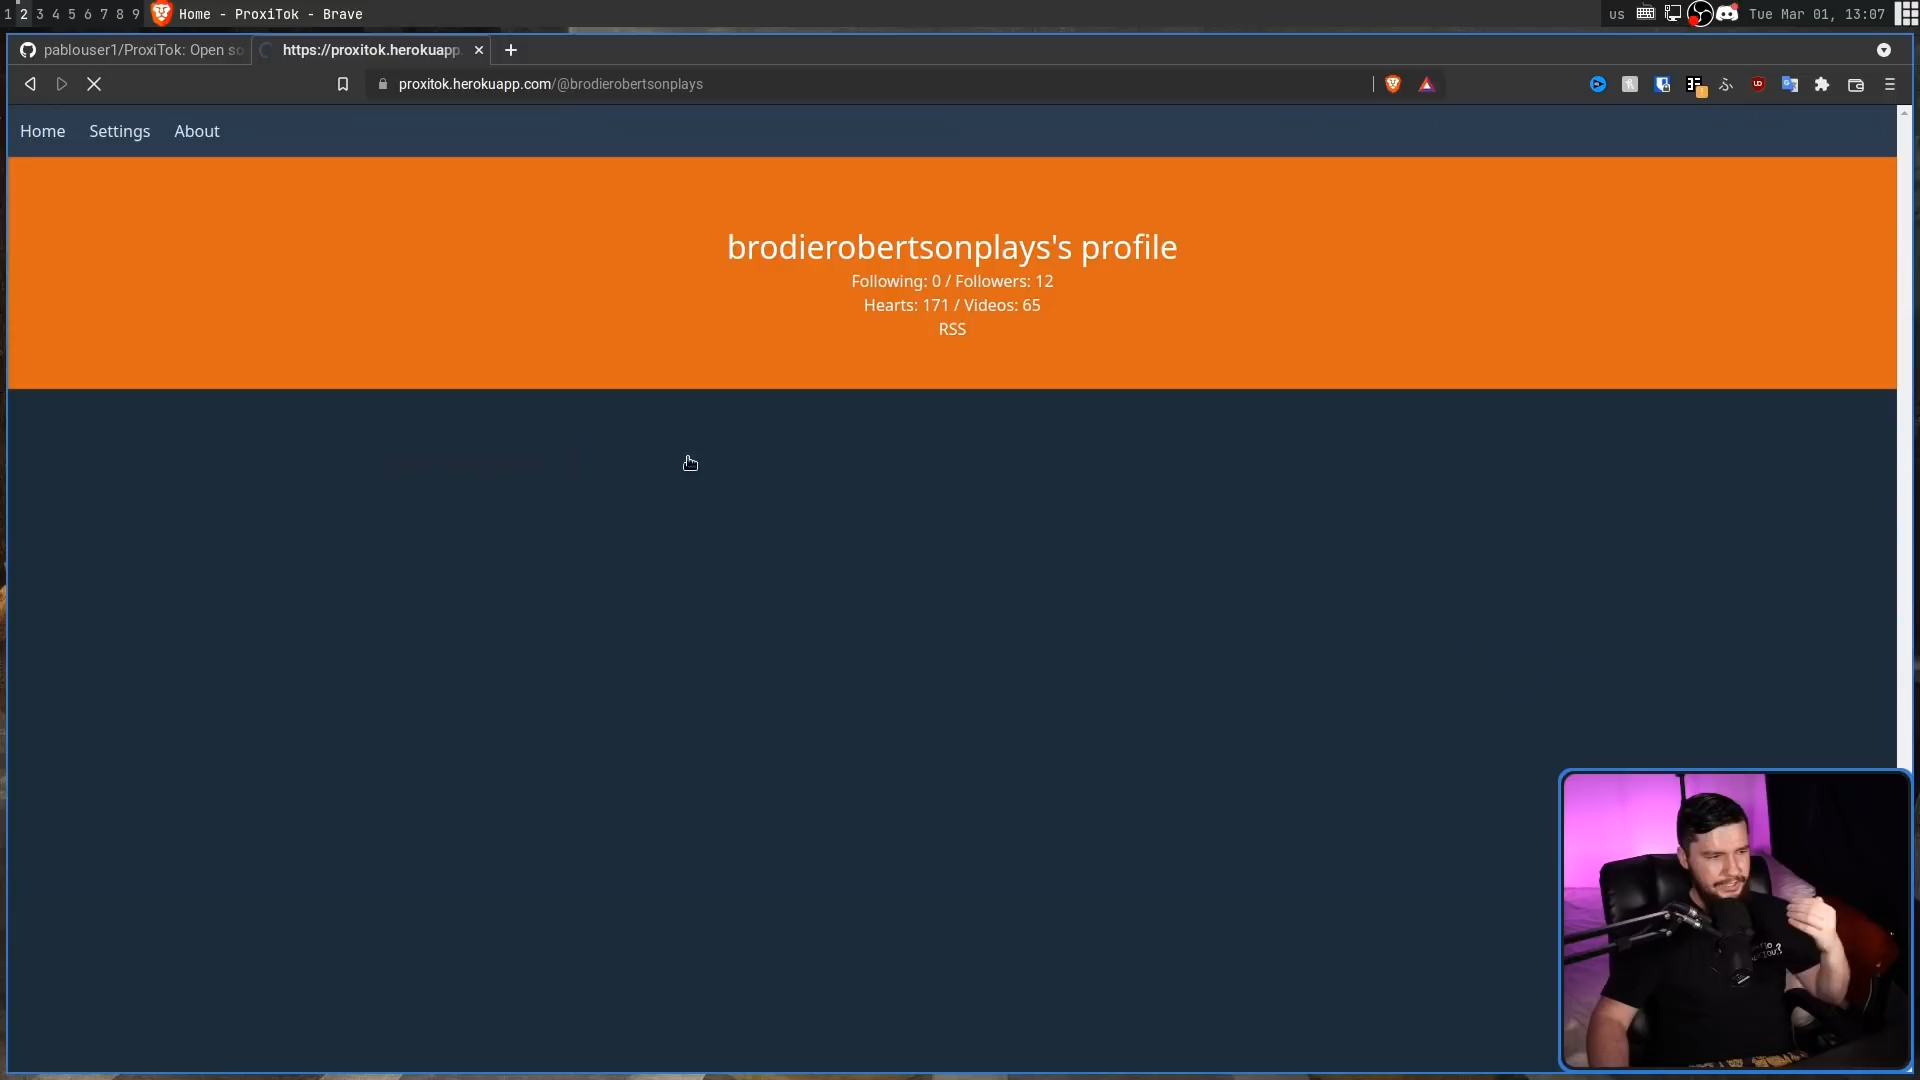 1 2 3 4 5 6 7 8 9 Home - ProxiTok - Brave us Tue Mar 01, 13:07
pablouser1/ProxiTok: Open so https://proxitok.herokuapp.
proxitok.herokuapp.com/@brodierobertsonplays
Home Settings About
brodierobertsonplays's profile
Following: 0 / Followers: 12
Hearts: 171 / Videos: 65
RSS